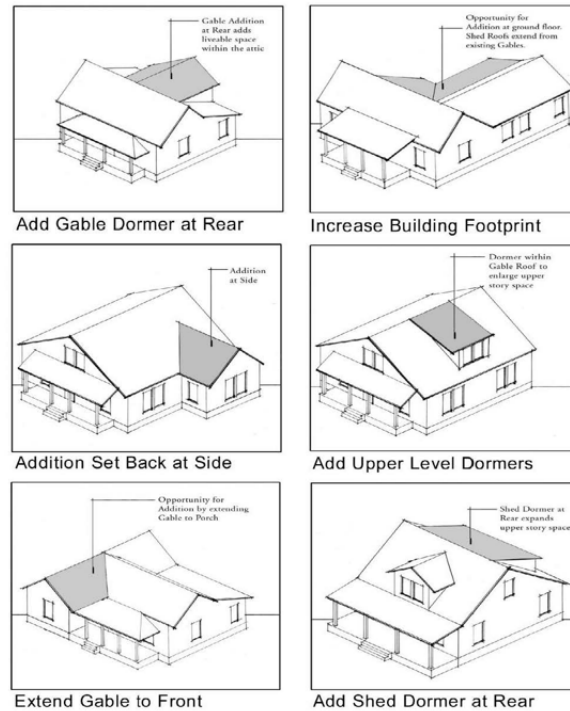 Gable Addition
at Rear adds
liveable space
within the attic
Add Gable Dormer at Rear
Opportunity for
Addition at ground floor.
Shed Roofs extend from
existing Gables.
Increase Building Footprint
Addition
at Side
Addition Set Back at Side
Dormer within
Gable Roof to
enlarge upper
story space
Add Upper Level Dormers
Opportunity for
Addition by extending
Gable to Porch
Extend Gable to Front
Shed Dormer at
Rear expands
upper story space
Add Shed Dormer at Rear